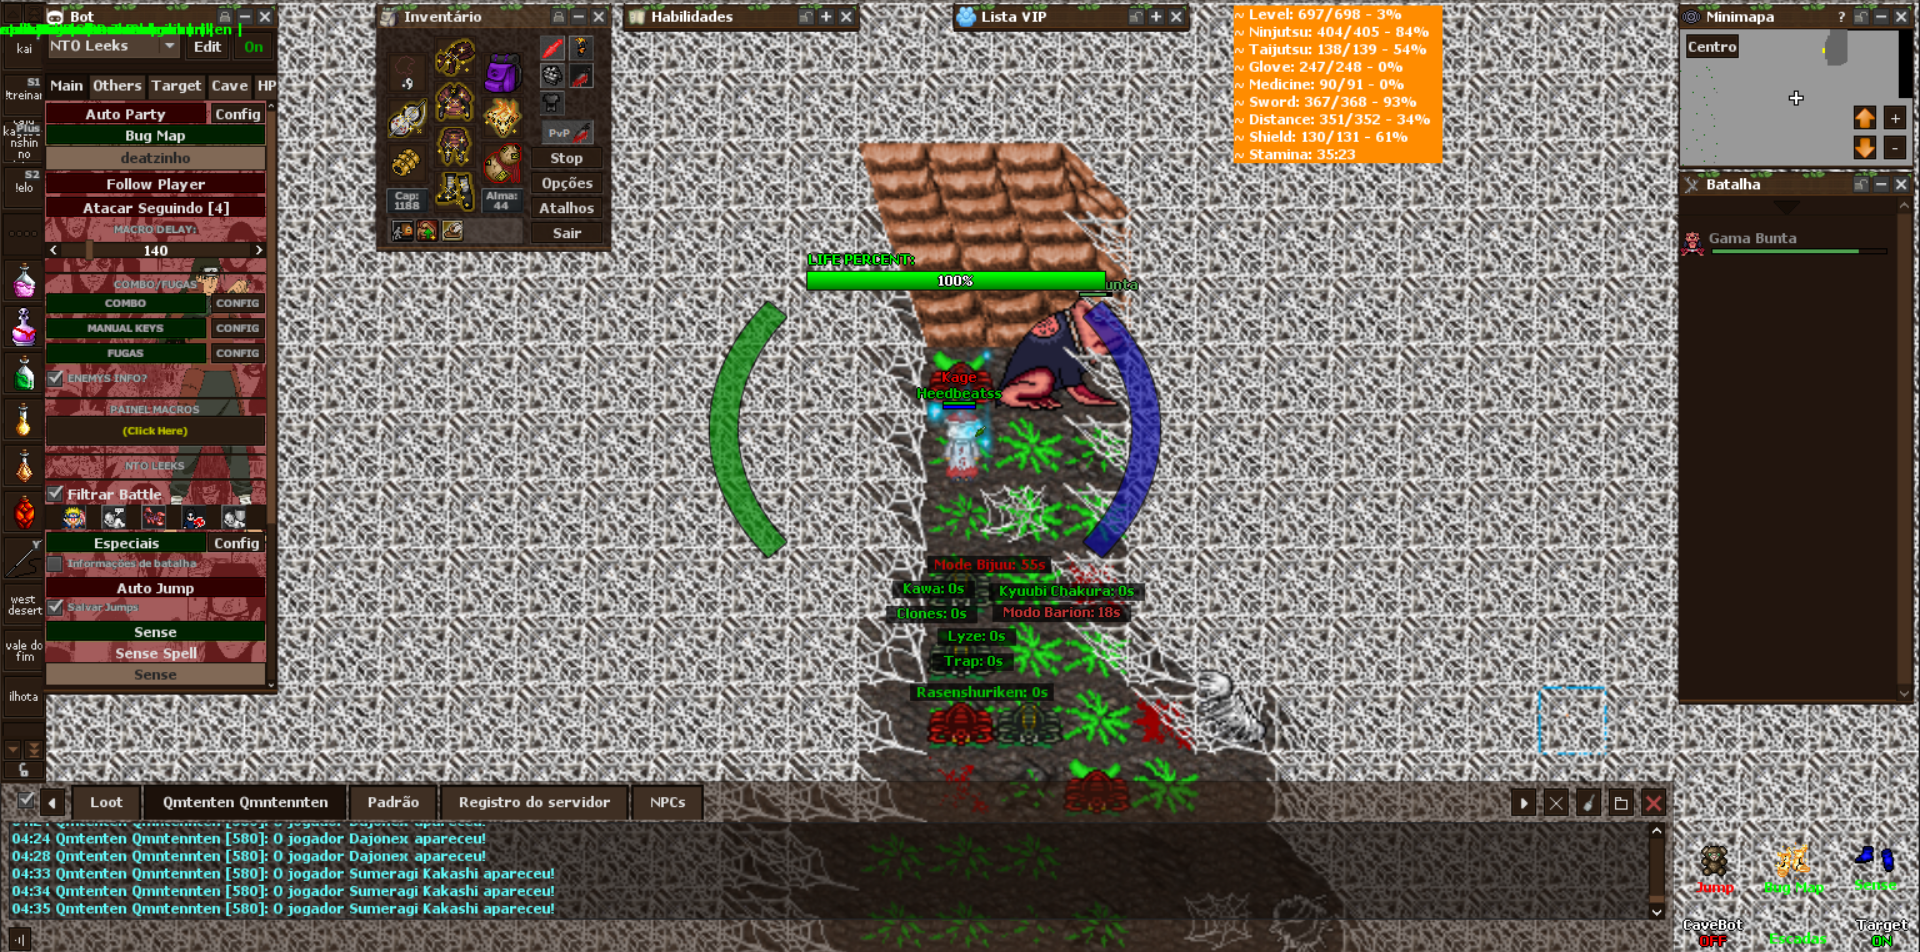 Bot
kai
NTO Leeks
Edit
On
S1
!treinar
Main
Others
Target
Cave
HP
Auto Party
Config
Bug Map
deatzinho
Follow Player
Atacar Seguindo [4]
MACRO DELAY:
140
COMBO/FUGAS
COMBO
CONFIG
MANUAL KEYS
CONFIG
FUGAS
CONFIG
ENEMYS INFO?
PAINEL MACROS
(Click Here)
NTO LEEKS
Filtrar Battle
Especiais
Config
Informações de batalha
Auto Jump
Salvar Jumps
Sense
Sense Spell
Sense
Plus
nshin
no
S2
!elo
Y
west
desert
vale do
fim
ilhota
Inventário
.9
PvP
Stop
Opções
Atalhos
Sair
Cap:
1188
Alma:
44
Habilidades
Lista VIP
~ Level: 697/698 - 3%
~ Ninjutsu: 404/405 - 84%
~ Taijutsu: 138/139 - 54%
~ Glove: 247/248 - 0%
~ Medicine: 90/91 - 0%
~ Sword: 367/368 - 93%
~ Distance: 351/352 - 34%
~ Shield: 130/131 - 61%
~ Stamina: 35:23
Minimapa
?
Centro
+
-
Batalha
Gama Bunta
LIFE PERCENT:
100%
unta
Kage
Heedbeatss
Mode Bijuu: 55s
Kawa: 0s
Kyuubi Chakura: 0s
Clones: 0s
Modo Barion: 18s
Lyze: 0s
Trap: 0s
Rasenshuriken: 0s
Loot
Qmtenten Qmntennten
Padrão
Registro do servidor
NPCs
04:24 Qmtenten Qmntennten [580]: O jogador Dajonex apareceu!
04:28 Qmtenten Qmntennten [580]: O jogador Dajonex apareceu!
04:33 Qmtenten Qmntennten [580]: O jogador Sumeragi Kakashi apareceu!
04:34 Qmtenten Qmntennten [580]: O jogador Sumeragi Kakashi apareceu!
04:35 Qmtenten Qmntennten [580]: O jogador Sumeragi Kakashi apareceu!
Jump
Bug Map
Sense
CaveBot
OFF
Escadas
Target
ON